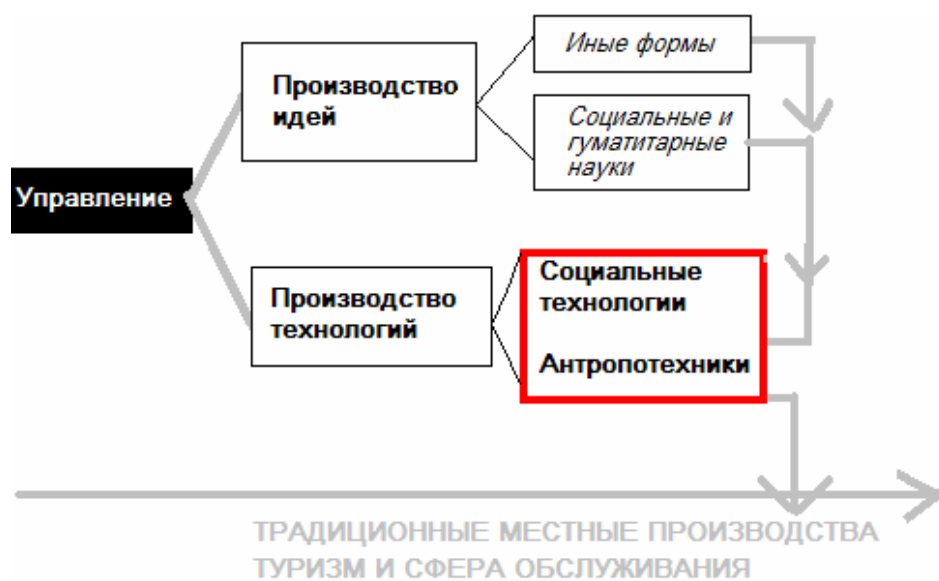 Иные формы
Производство
идей
Социальные и
гуматитарные
науки
Управление
Социальные
технологии
Производство
технологий
Антропотехники
ТРАДИЦИОННЫЕ МЕСТНЫЕ ПРОИЗВОДСТВА
ТУРИЗМ И СФЕРА ОБСЛУЖИВАНИЯ